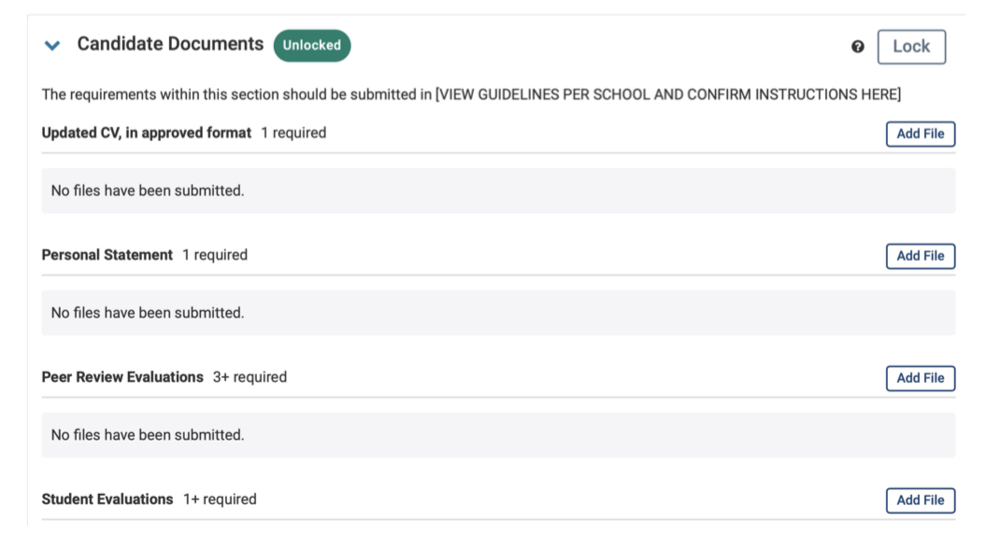 Candidate Documents Unlocked ? Lock
The requirements within this section should be submitted in [VIEW GUIDELINES PER SCHOOL AND CONFIRM INSTRUCTIONS HERE]
Updated CV, in approved format 1 required Add File
No files have been submitted.
Personal Statement 1 required Add File
No files have been submitted.
Peer Review Evaluations 3+ required Add File
No files have been submitted.
Student Evaluations 1+ required Add File